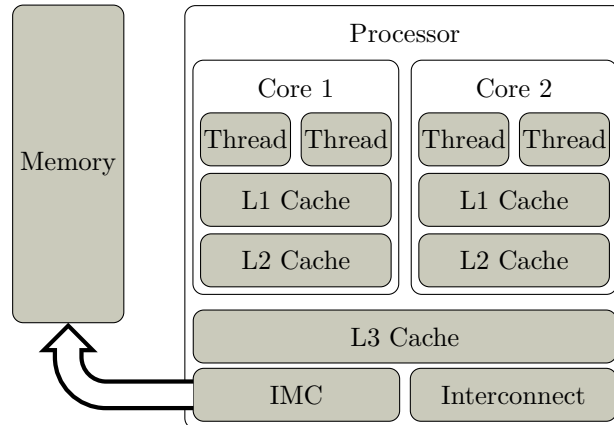 Processor
Core 1
Core 2
Thread Thread
Thread Thread
Memory
L1 Cache
L1 Cache
L2 Cache
L2 Cache
L3 Cache
IMC
Interconnect